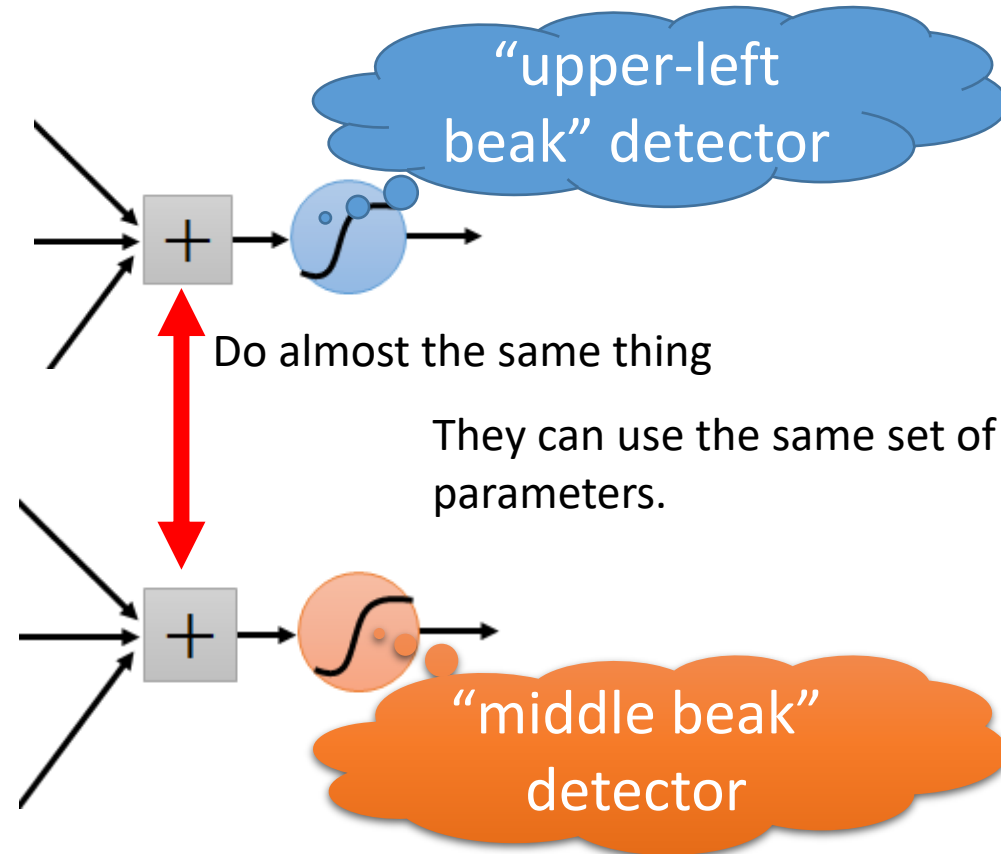 “upper-left
beak” detector
+
Do almost the same thing
They can use the same set of
parameters.
+
“middle beak”
detector